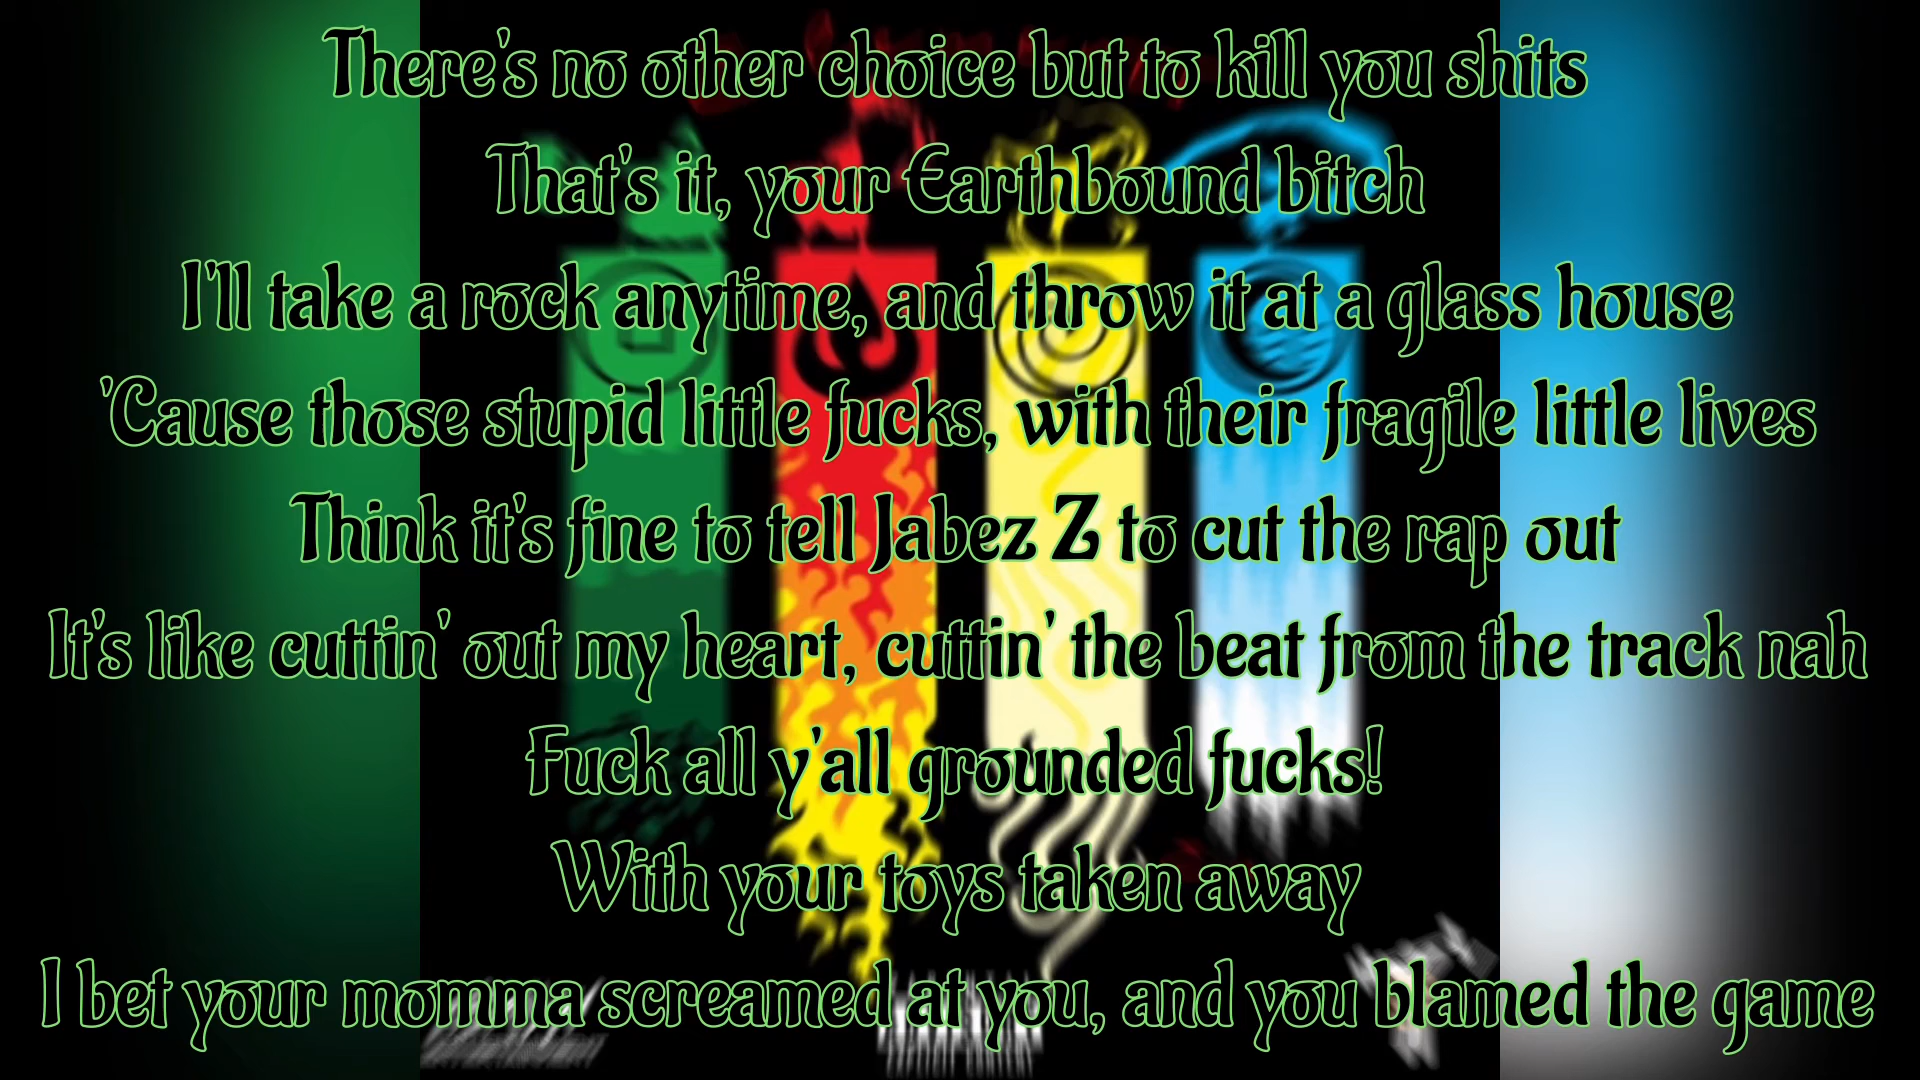 There's no other choice but to kill you shits
That's it, your Earthbound bitch
I'll take a rock anytime, and throw it at a glass house
'Cause those stupid little fucks, with their fragile little lives
Think it's fine to tell Jabez Z to cut the rap out
It's like cuttin' out my heart, cuttin' the beat from the track nah
Fuck all y'all grounded fucks!
With your toys taken away
I bet your momma screamed at you, and you blamed the game